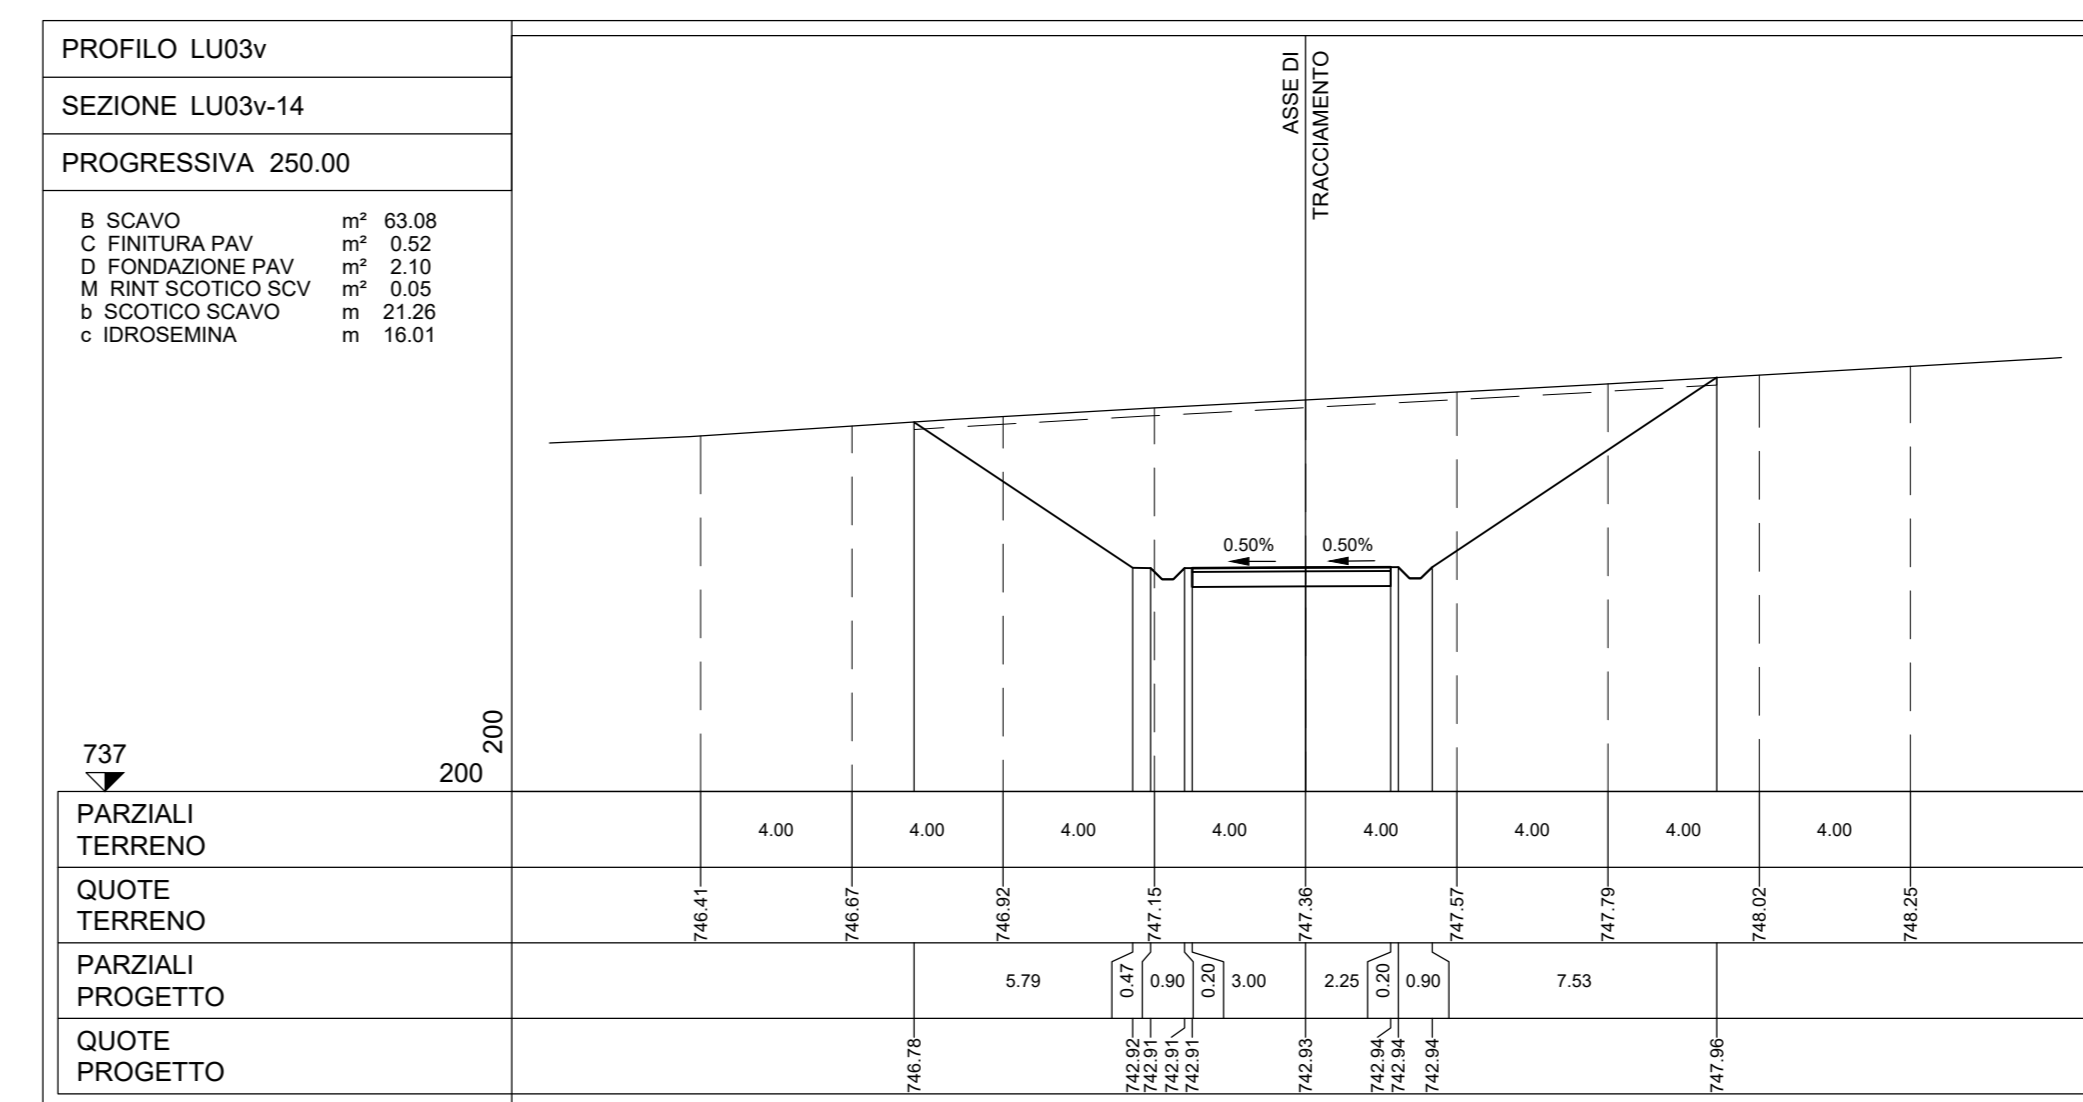 PROFILO LU03v
SEZIONE LU03v-14
PROGRESSIVA 250.00
B SCAVO m² 63.08
C FINITURA PAV m² 0.52
D FONDAZIONE PAV m² 2.10
M RINT SCOTICO SCV m² 0.05
b SCOTICO SCAVO m 21.26
c IDROSEMINA m 16.01
ASSE DI
TRACCIAMENTO
0.50% 0.50%
200
200
737
PARZIALI
TERRENO
4.00 4.00 4.00 4.00 4.00 4.00 4.00 4.00
QUOTE
TERRENO
746.41 746.67 746.92 747.15 747.36 747.57 747.79 748.02 748.25
PARZIALI
PROGETTO
5.79 0.47 0.90 0.20 3.00 2.25 0.20 0.90 7.53
QUOTE
PROGETTO
746.78 742.92 742.91 742.91 742.91 742.93 742.94 742.94 742.94 747.96